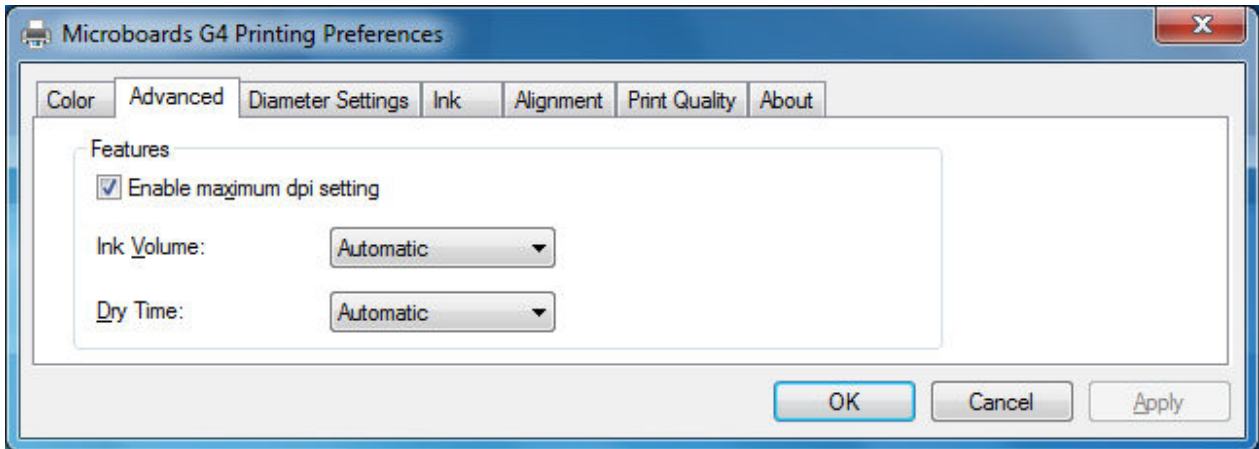 Microboards G4 Printing Preferences
Color Advanced Diameter Settings Ink Alignment Print Quality About
Features
Enable maximum dpi setting
Ink Volume: Automatic
Dry Time: Automatic
OK Cancel Apply